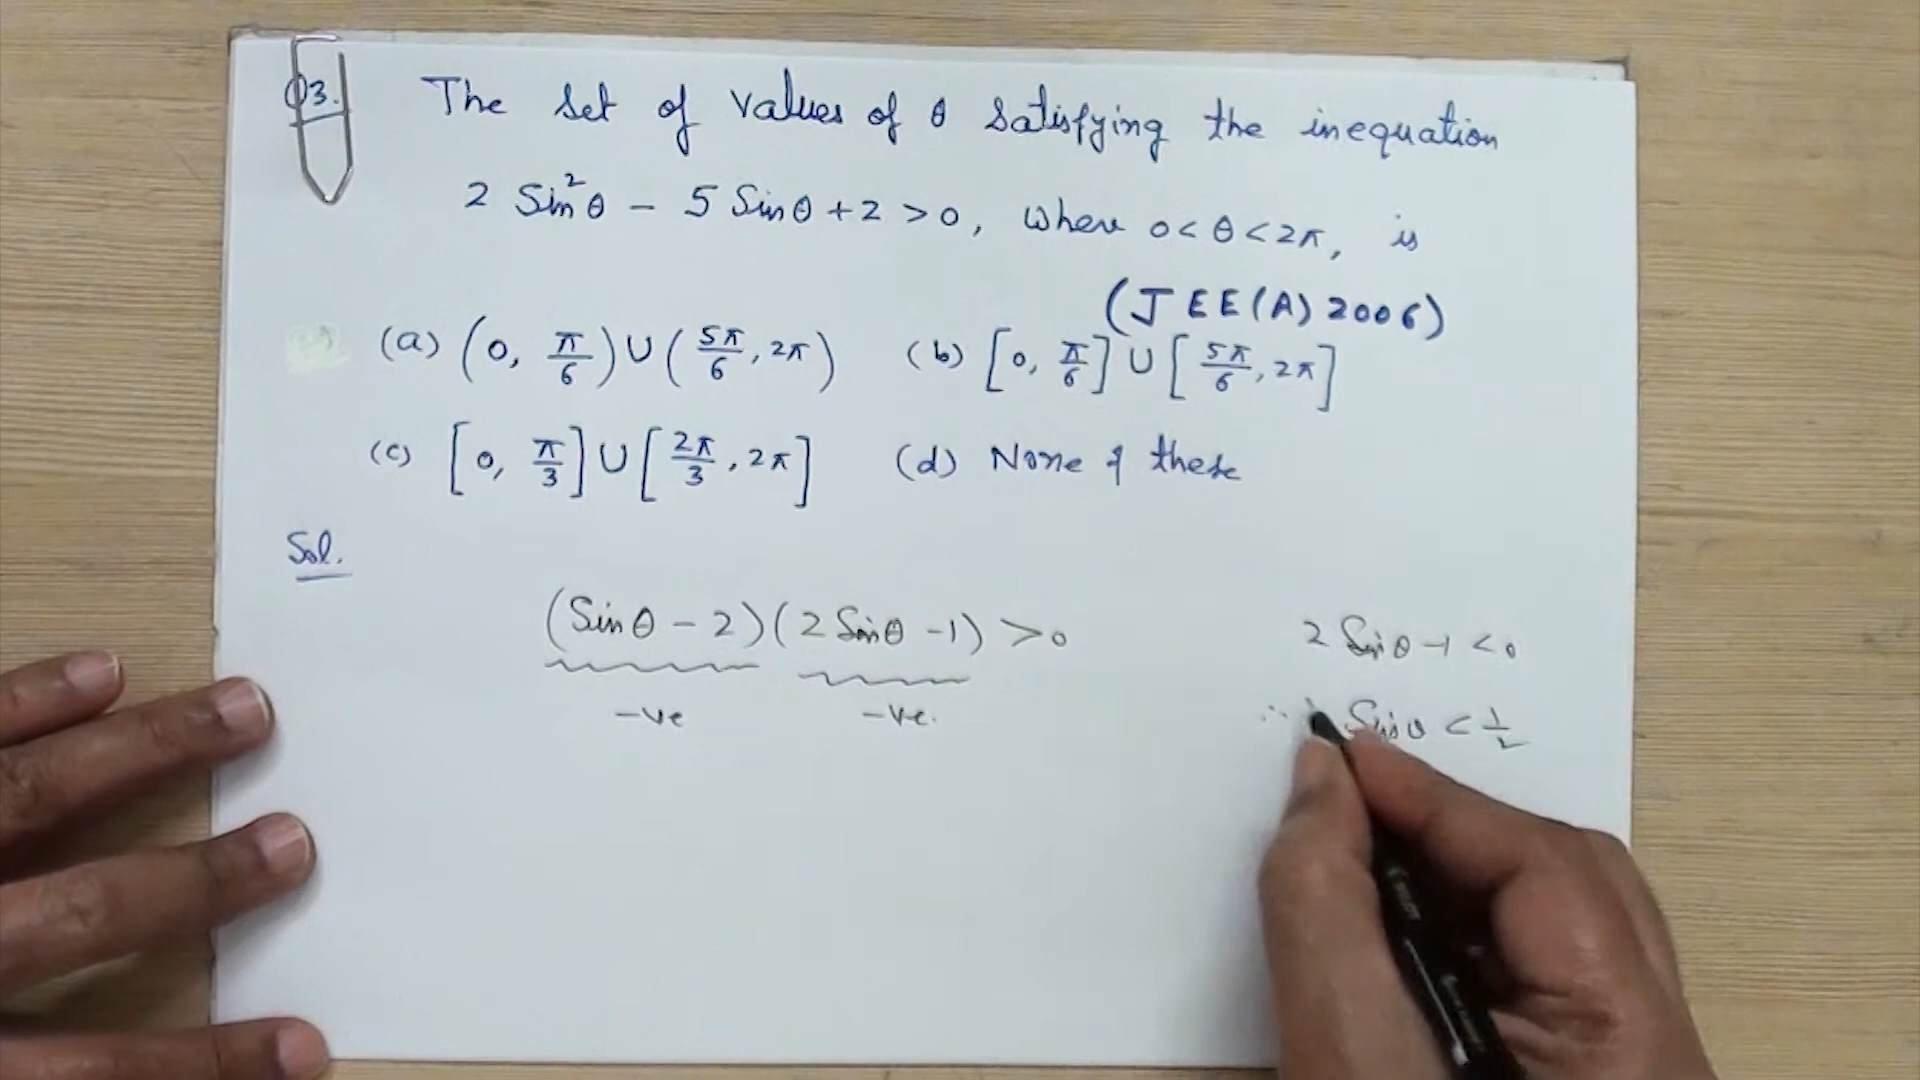 Q3. The set of values of θ satisfying the inequation
2 Sin²θ - 5 Sinθ + 2 > 0, where 0 < θ < 2π, is
(JEE(A) 2006)
(a) (0, π/6) ∪ (5π/6, 2π) (b) [0, π/6] ∪ [5π/6, 2π]
(c) [0, π/3] ∪ [2π/3, 2π] (d) None of these
Sol.
(Sinθ - 2)(2 Sinθ - 1) > 0
-ve -ve.
2 Sinθ - 1 < 0
∴ Sinθ < 1/2